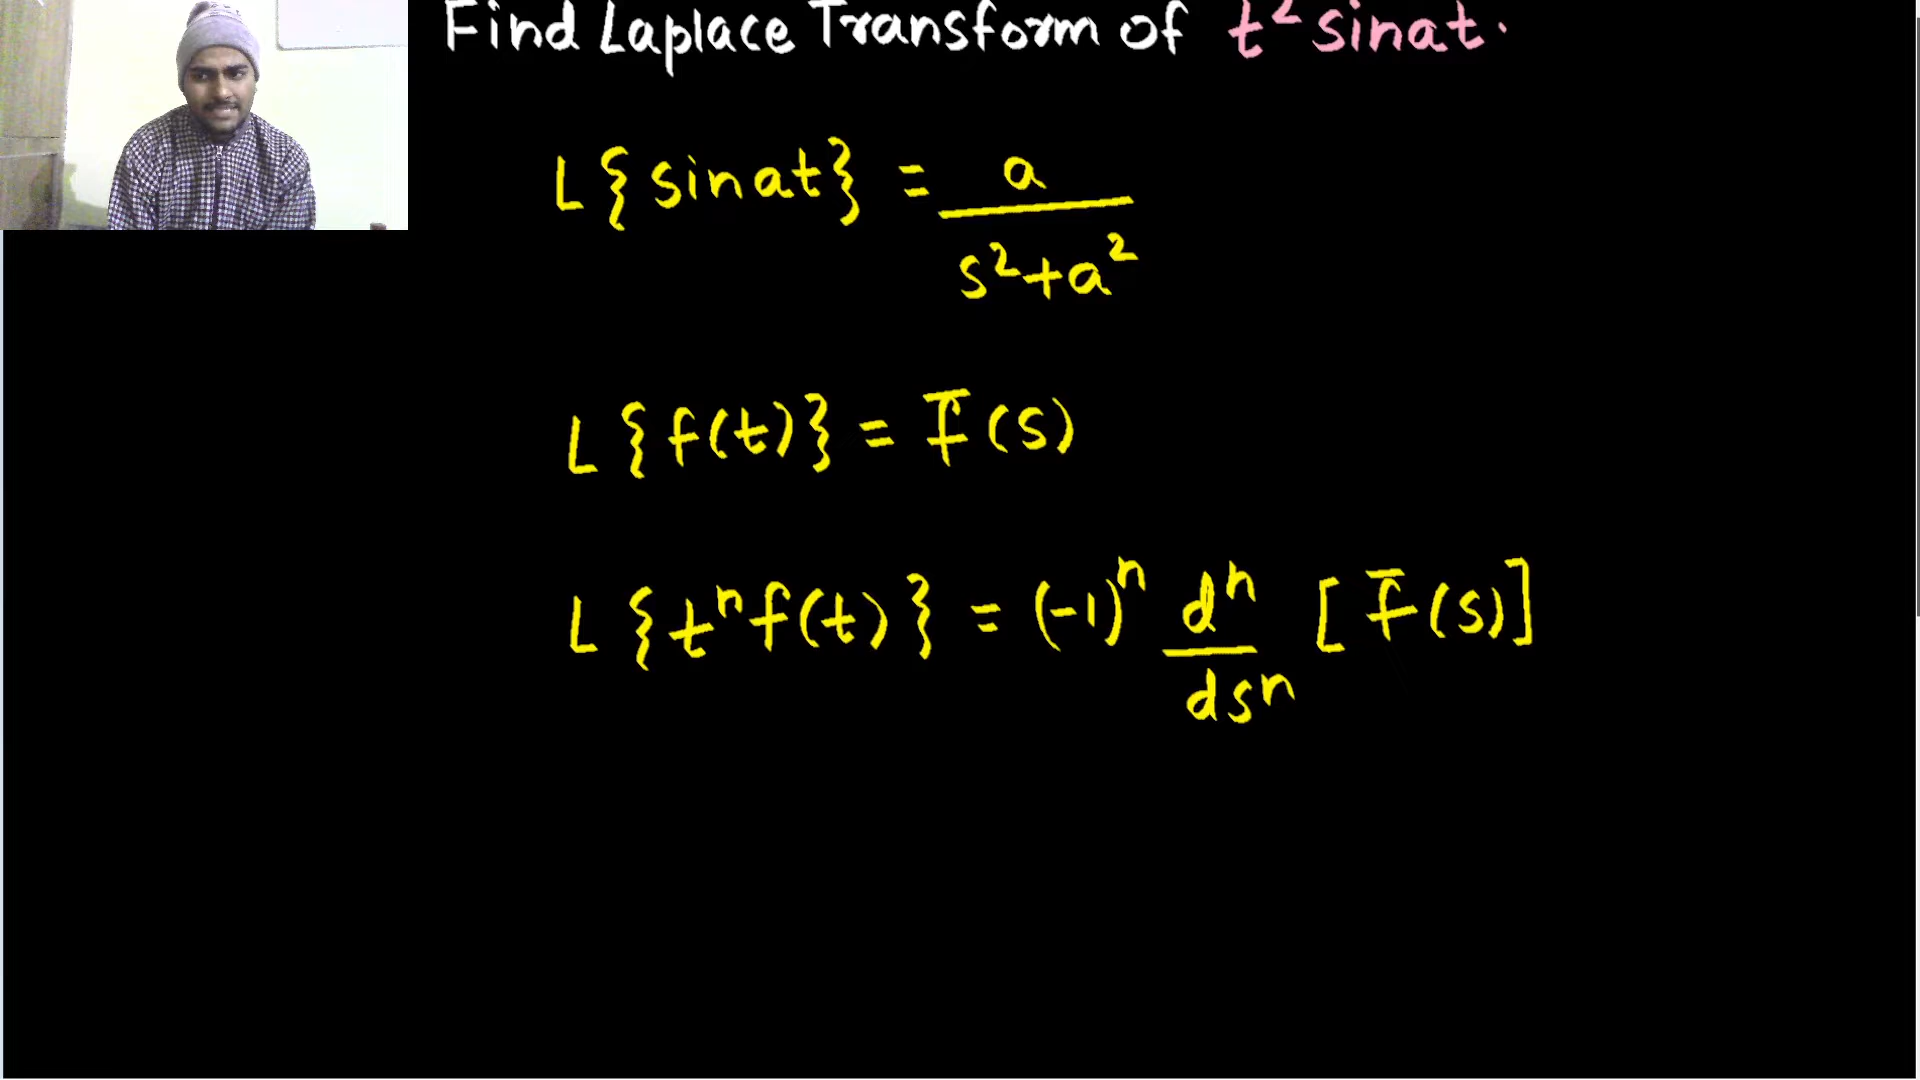 Find Laplace Transform of t² sinat.
L{sinat} = a / s²+a²
L{f(t)} = F̅(s)
L{tⁿf(t)} = (-1)ⁿ dⁿ/dsⁿ [F̅(s)]